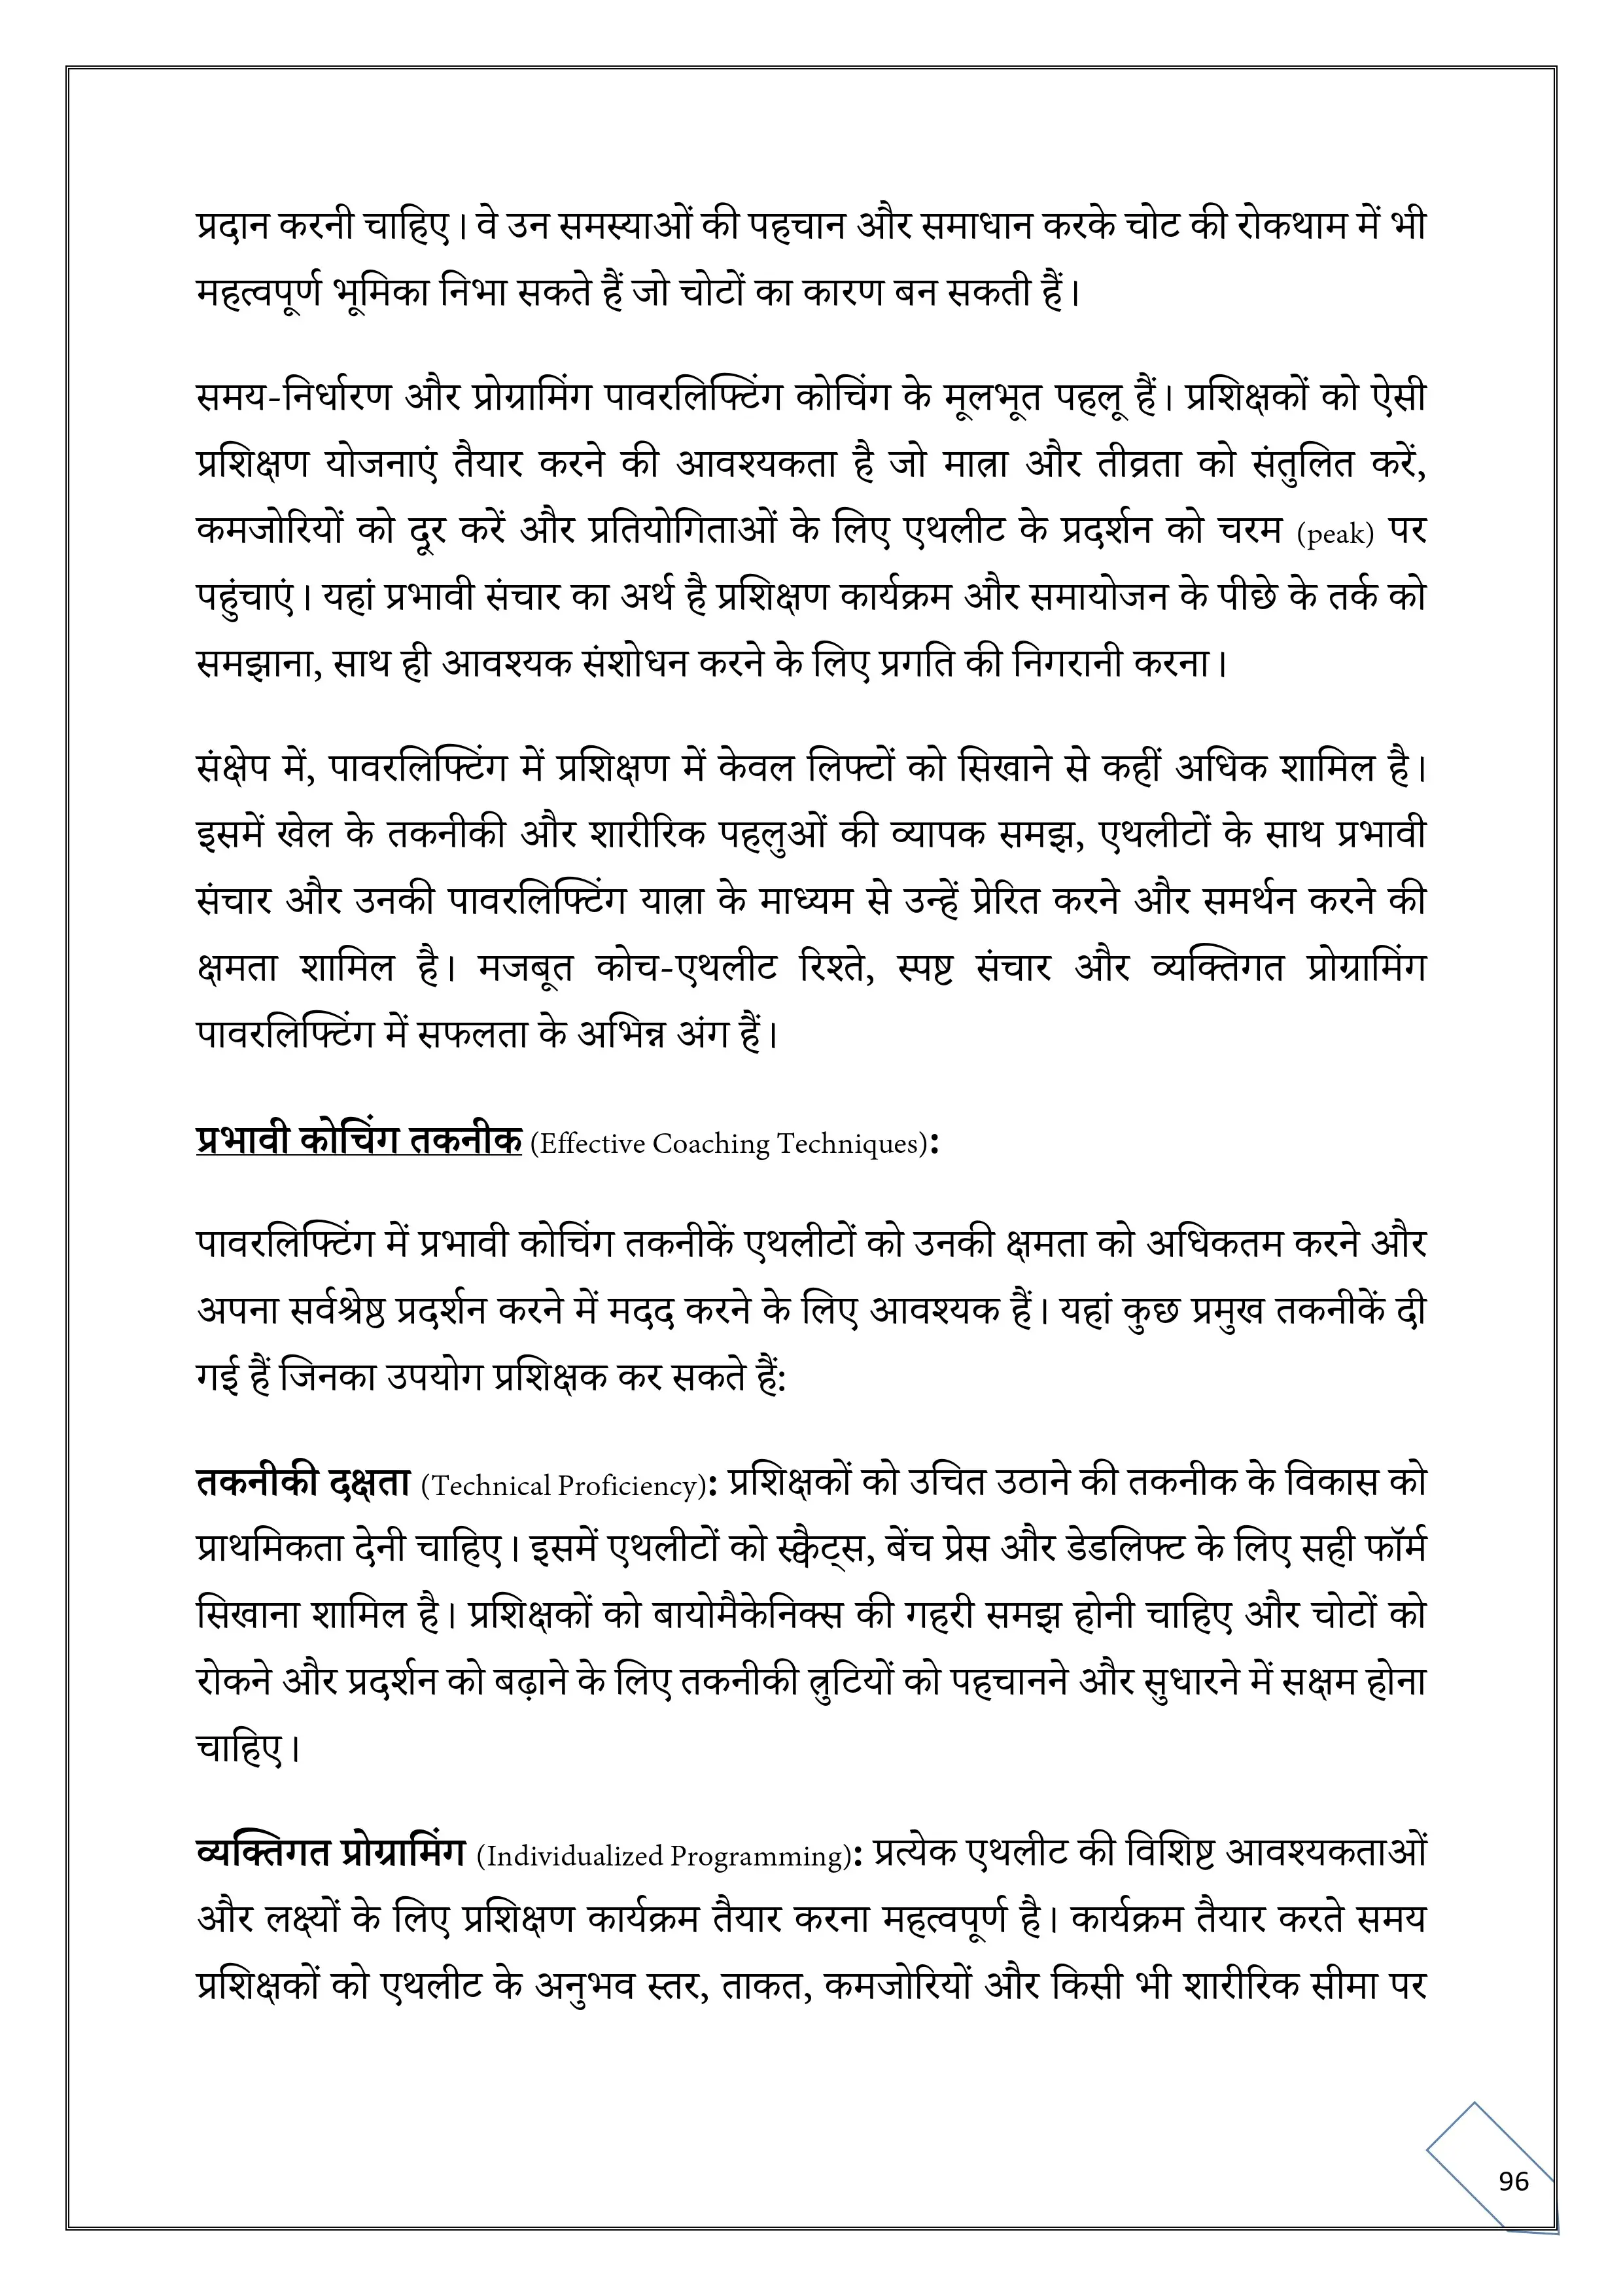 प्रदान करनी चाहिए। वे उन समस्याओं की पहचान और समाधान करके चोट की रोकथाम में भी
महत्वपूर्ण भूमिका निभा सकते हैं जो चोटों का कारण बन सकती हैं।
समय-निर्धारण और प्रोग्रामिंग पावरलिफ्टिंग कोचिंग के मूलभूत पहलू हैं। प्रशिक्षकों को ऐसी
प्रशिक्षण योजनाएं तैयार करने की आवश्यकता है जो मात्रा और तीव्रता को संतुलित करें,
कमजोरियों को दूर करें और प्रतियोगिताओं के लिए एथलीट के प्रदर्शन को चरम (peak) पर
पहुंचाएं। यहां प्रभावी संचार का अर्थ है प्रशिक्षण कार्यक्रम और समायोजन के पीछे के तर्क को
समझाना, साथ ही आवश्यक संशोधन करने के लिए प्रगति की निगरानी करना।
संक्षेप में, पावरलिफ्टिंग में प्रशिक्षण में केवल लिफ्टों को सिखाने से कहीं अधिक शामिल है।
इसमें खेल के तकनीकी और शारीरिक पहलुओं की व्यापक समझ, एथलीटों के साथ प्रभावी
संचार और उनकी पावरलिफ्टिंग यात्रा के माध्यम से उन्हें प्रेरित करने और समर्थन करने की
क्षमता शामिल है। मजबूत कोच-एथलीट रिश्ते, स्पष्ट संचार और व्यक्तिगत प्रोग्रामिंग
पावरलिफ्टिंग में सफलता के अभिन्न अंग हैं।
प्रभावी कोचिंग तकनीक (Effective Coaching Techniques):
पावरलिफ्टिंग में प्रभावी कोचिंग तकनीकें एथलीटों को उनकी क्षमता को अधिकतम करने और
अपना सर्वश्रेष्ठ प्रदर्शन करने में मदद करने के लिए आवश्यक हैं। यहां कुछ प्रमुख तकनीकें दी
गई हैं जिनका उपयोग प्रशिक्षक कर सकते हैं:
तकनीकी दक्षता (Technical Proficiency): प्रशिक्षकों को उचित उठाने की तकनीक के विकास को
प्राथमिकता देनी चाहिए। इसमें एथलीटों को स्क्वैट्स, बेंच प्रेस और डेडलिफ्ट के लिए सही फॉर्म
सिखाना शामिल है। प्रशिक्षकों को बायोमैकेनिक्स की गहरी समझ होनी चाहिए और चोटों को
रोकने और प्रदर्शन को बढ़ाने के लिए तकनीकी त्रुटियों को पहचानने और सुधारने में सक्षम होना
चाहिए।
व्यक्तिगत प्रोग्रामिंग (Individualized Programming): प्रत्येक एथलीट की विशिष्ट आवश्यकताओं
और लक्ष्यों के लिए प्रशिक्षण कार्यक्रम तैयार करना महत्वपूर्ण है। कार्यक्रम तैयार करते समय
प्रशिक्षकों को एथलीट के अनुभव स्तर, ताकत, कमजोरियों और किसी भी शारीरिक सीमा पर
96